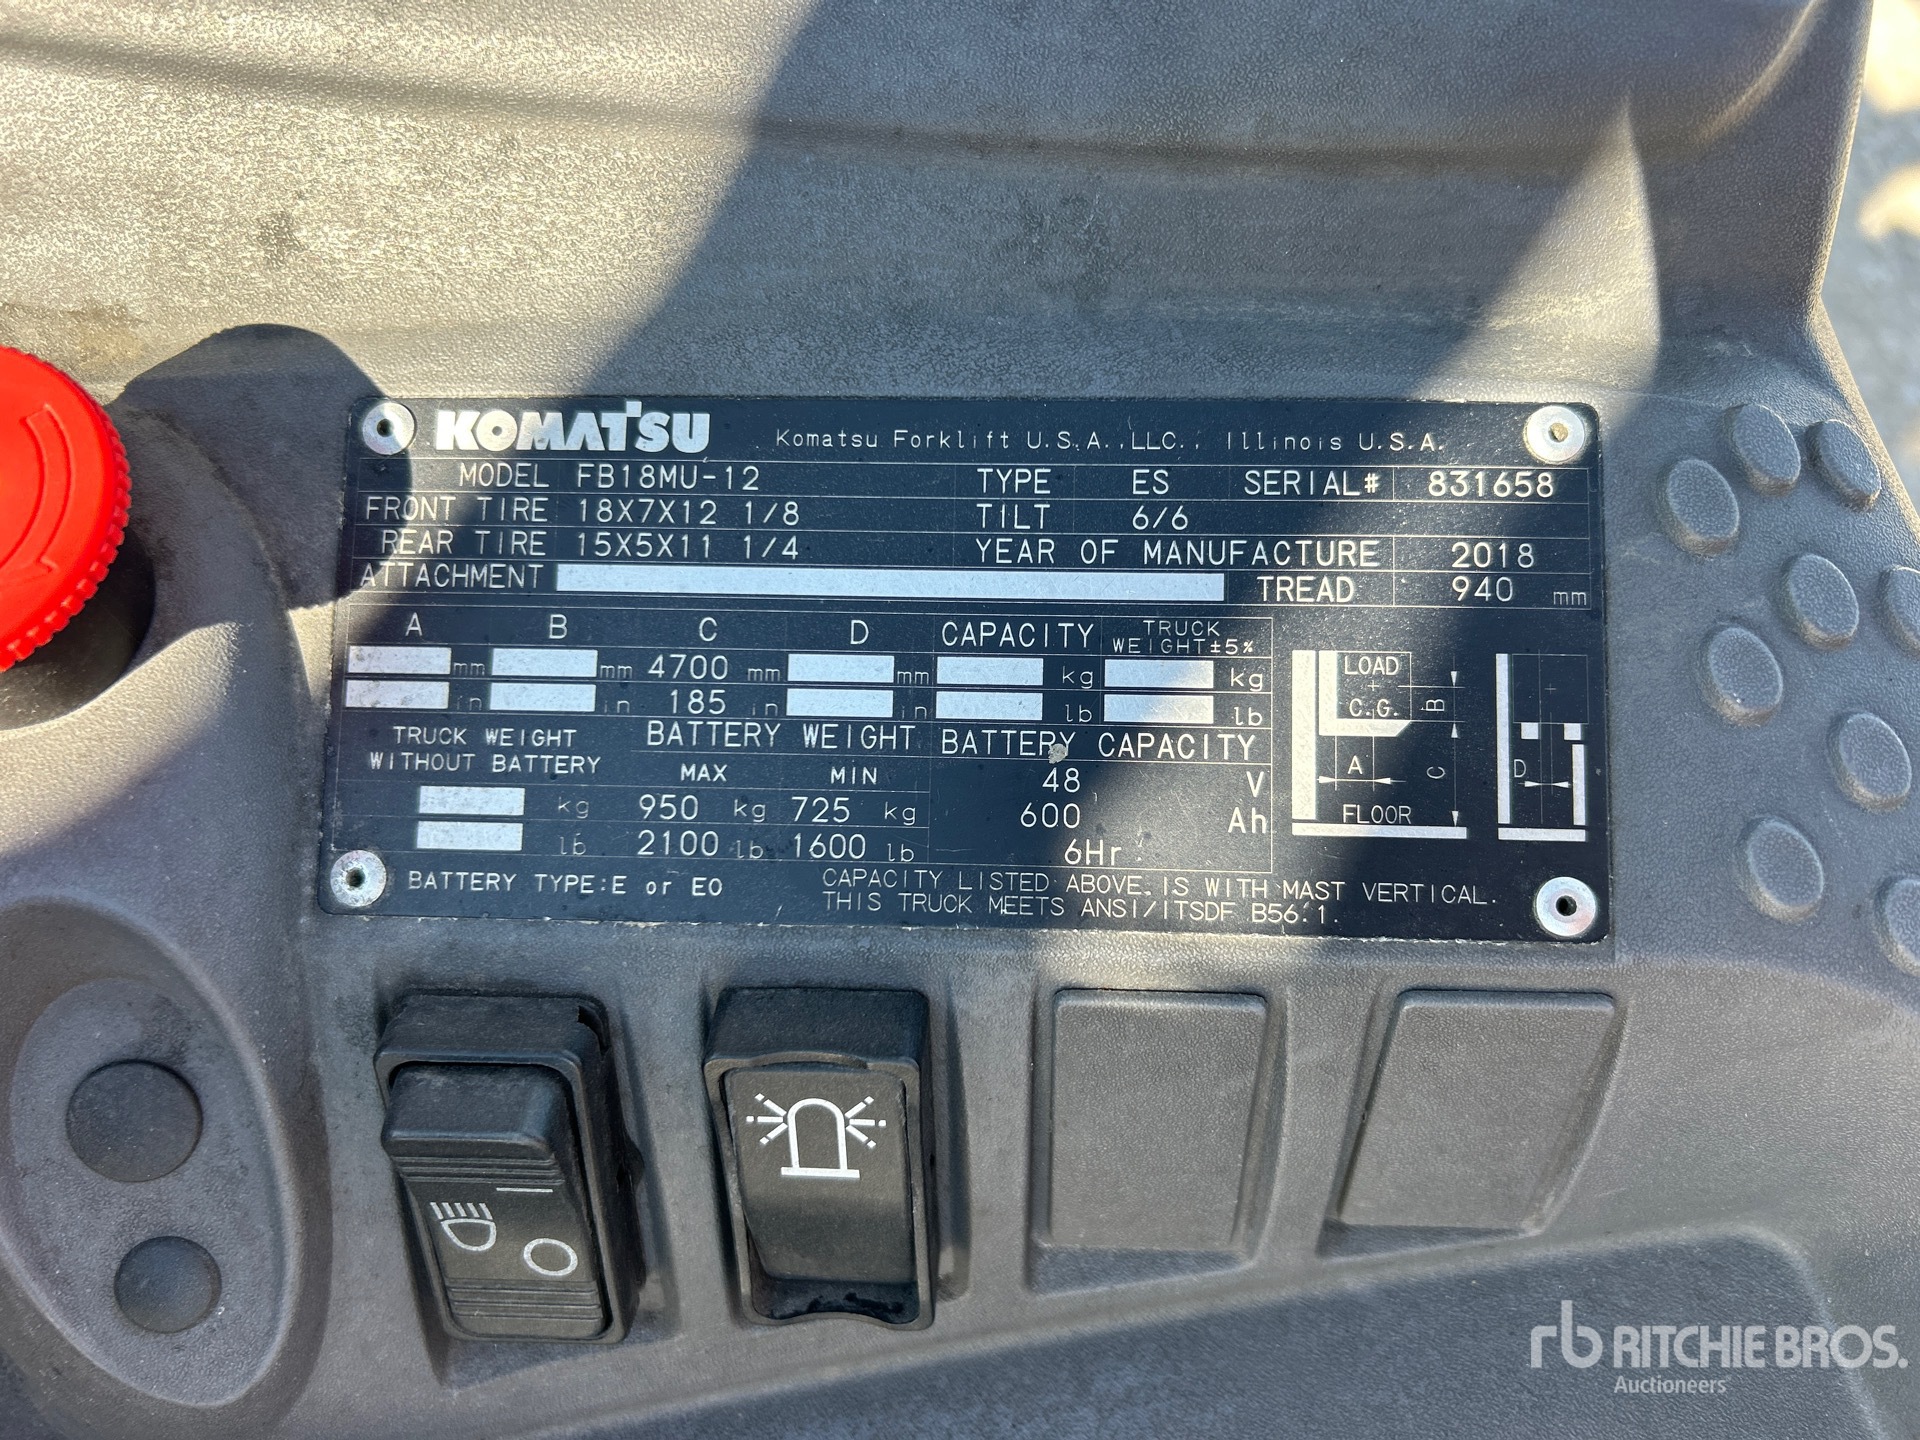 KOMATSU Komatsu Forklift U.S.A.,LLC., Illinois U.S.A.
MODEL FB18MU-12 TYPE ES SERIAL# 831658
FRONT TIRE 18X7X12 1/8 TILT 6/6
REAR TIRE 15X5X11 1/4 YEAR OF MANUFACTURE 2018
ATTACHMENT TREAD 940 mm
A B C D CAPACITY TRUCK WEIGHT±5%
mm mm 4700 mm mm kg kg
in in 185 in in lb lb
TRUCK WEIGHT WITHOUT BATTERY BATTERY WEIGHT BATTERY CAPACITY
MAX MIN 48 V
kg 950 kg 725 kg 600 Ah
lb 2100 lb 1600 lb 6Hr
BATTERY TYPE:E or EO
CAPACITY LISTED ABOVE IS WITH MAST VERTICAL.
THIS TRUCK MEETS ANSI/ITSDF B56.1.
LOAD
C.G.
B
A
C
FLOOR
D
rb RITCHIE BROS.
Auctioneers